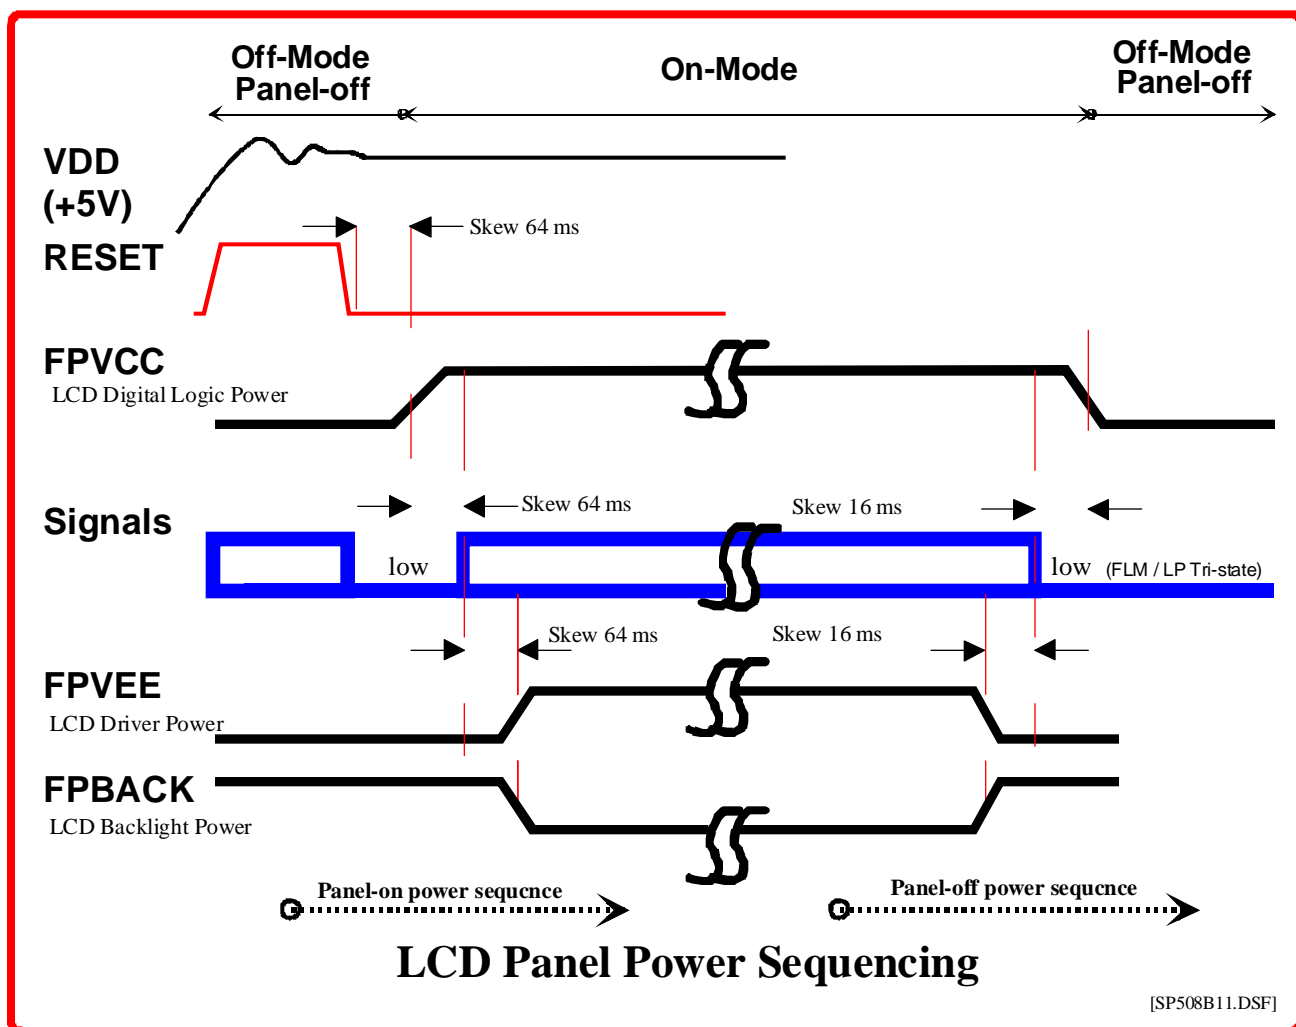 Off-Mode
Panel-off
On-Mode
Off-Mode
Panel-off
VDD
(+5V)
Skew 64 ms
RESET
FPVCC
LCD Digital Logic Power
Skew 64 ms
Skew 16 ms
Signals
low
low
(FLM / LP Tri-state)
Skew 64 ms
Skew 16 ms
FPVEE
LCD Driver Power
FPBACK
LCD Backlight Power
Panel-on power sequcnce
Panel-off power sequcnce
LCD Panel Power Sequencing
[SP508B11.DSF]